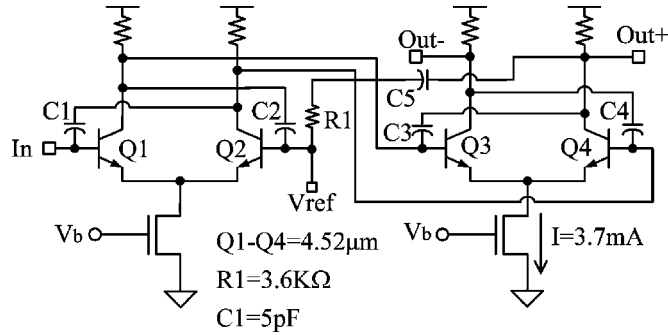 Out-
Out+
C5
C1
C2
R1
C3
C4
In
Q1
Q2
Q3
Q4
Vref
Vb
Q1-Q4=4.52μm
Vb
I=3.7mA
R1=3.6KΩ
C1=5pF